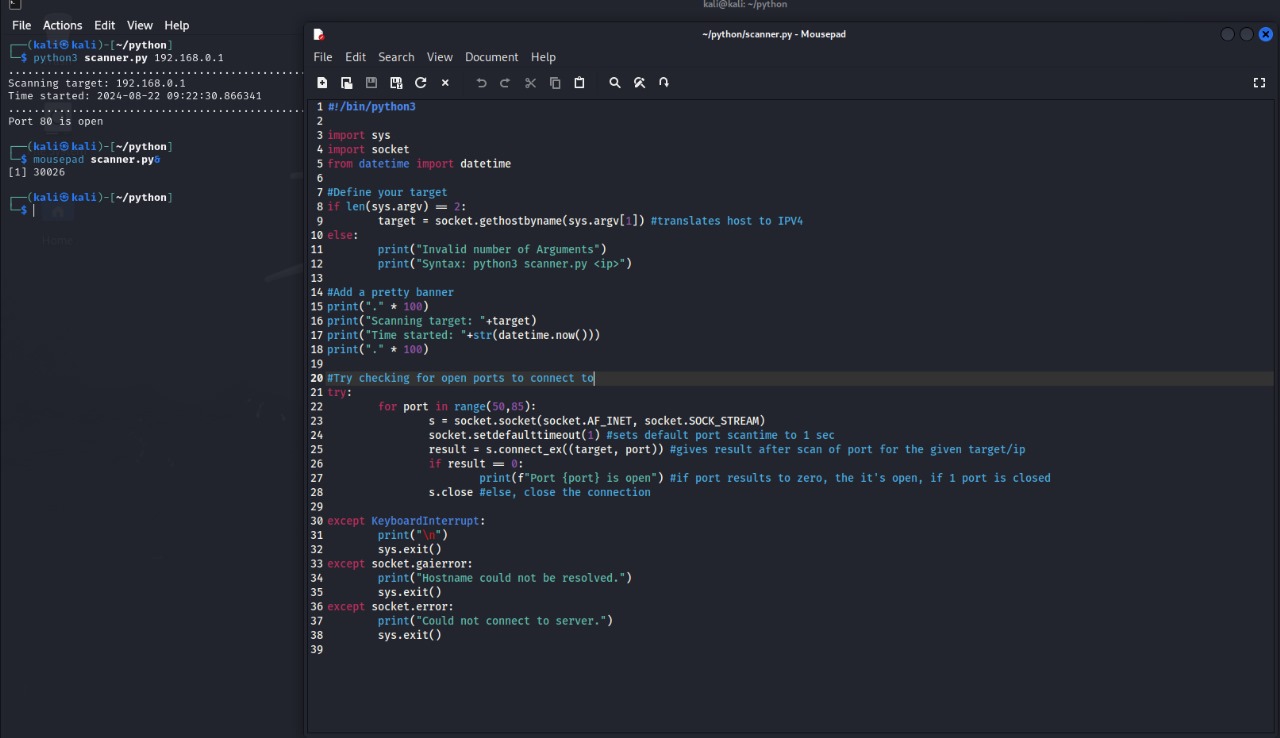 kali@kali: ~/python
File Actions Edit View Help
(kali㉿kali)-[~/python]
$ python3 scanner.py 192.168.0.1
................................................
Scanning target: 192.168.0.1
Time started: 2024-08-22 09:22:30.866341
................................................
Port 80 is open
(kali㉿kali)-[~/python]
$ mousepad scanner.py&
[1] 30026
(kali㉿kali)-[~/python]
$
Home
~/python/scanner.py - Mousepad
File Edit Search View Document Help
1 #!/bin/python3
2
3 import sys
4 import socket
5 from datetime import datetime
6
7 #Define your target
8 if len(sys.argv) == 2:
9 target = socket.gethostbyname(sys.argv[1]) #translates host to IPV4
10 else:
11 print("Invalid number of Arguments")
12 print("Syntax: python3 scanner.py <ip>")
13
14 #Add a pretty banner
15 print("." * 100)
16 print("Scanning target: "+target)
17 print("Time started: "+str(datetime.now()))
18 print("." * 100)
19
20 #Try checking for open ports to connect to
21 try:
22 for port in range(50,85):
23 s = socket.socket(socket.AF_INET, socket.SOCK_STREAM)
24 socket.setdefaulttimeout(1) #sets default port scantime to 1 sec
25 result = s.connect_ex((target, port)) #gives result after scan of port for the given target/ip
26 if result == 0:
27 print(f"Port {port} is open") #if port results to zero, the it's open, if 1 port is closed
28 s.close #else, close the connection
29
30 except KeyboardInterrupt:
31 print("\n")
32 sys.exit()
33 except socket.gaierror:
34 print("Hostname could not be resolved.")
35 sys.exit()
36 except socket.error:
37 print("Could not connect to server.")
38 sys.exit()
39